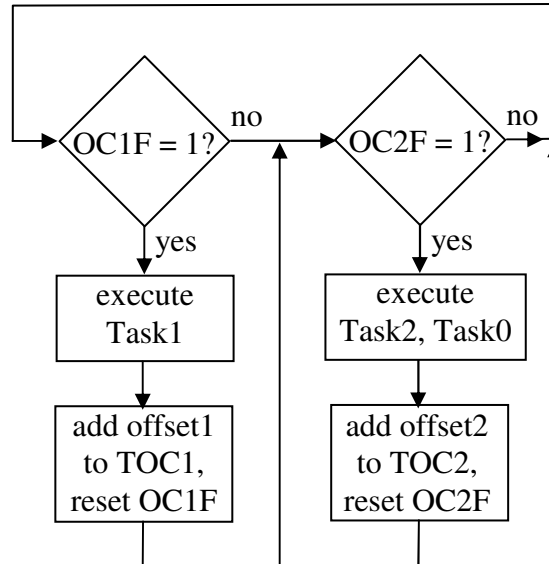 OC1F = 1?
no
yes
execute
Task1
add offset1
to TOC1,
reset OC1F
OC2F = 1?
no
yes
execute
Task2, Task0
add offset2
to TOC2,
reset OC2F